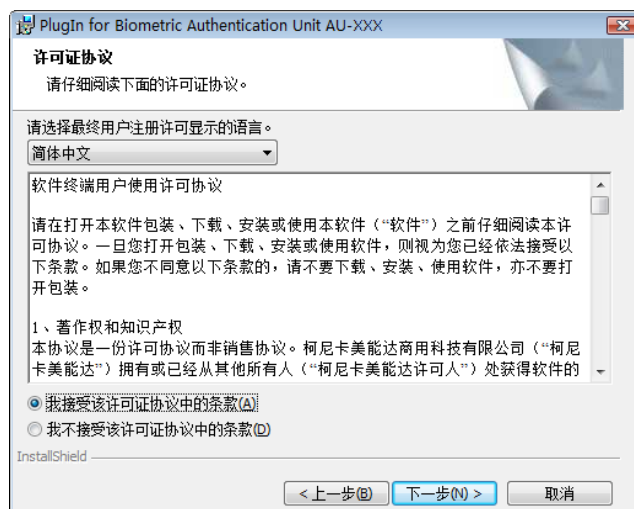 PlugIn for Biometric Authentication Unit AU-XXX
许可证协议
请仔细阅读下面的许可证协议。
请选择最终用户注册许可显示的语言。
简体中文
软件终端用户使用许可协议
请在打开本软件包装、下载、安装或使用本软件（“软件”）之前仔细阅读本许
可协议。一旦您打开包装、下载、安装或使用软件，则视为您已经依法接受以
下条款。如果您不同意以下条款的，请不要下载、安装、使用软件，亦不要打
开包装。
1、著作权和知识产权
本协议是一份许可协议而非销售协议。柯尼卡美能达商用科技有限公司（“柯尼
卡美能达”）拥有或已经从其他所有人（“柯尼卡美能达许可人”）处获得软件的
我接受该许可证协议中的条款(A)
我不接受该许可证协议中的条款(D)
InstallShield
< 上一步(B)
下一步(N) >
取消